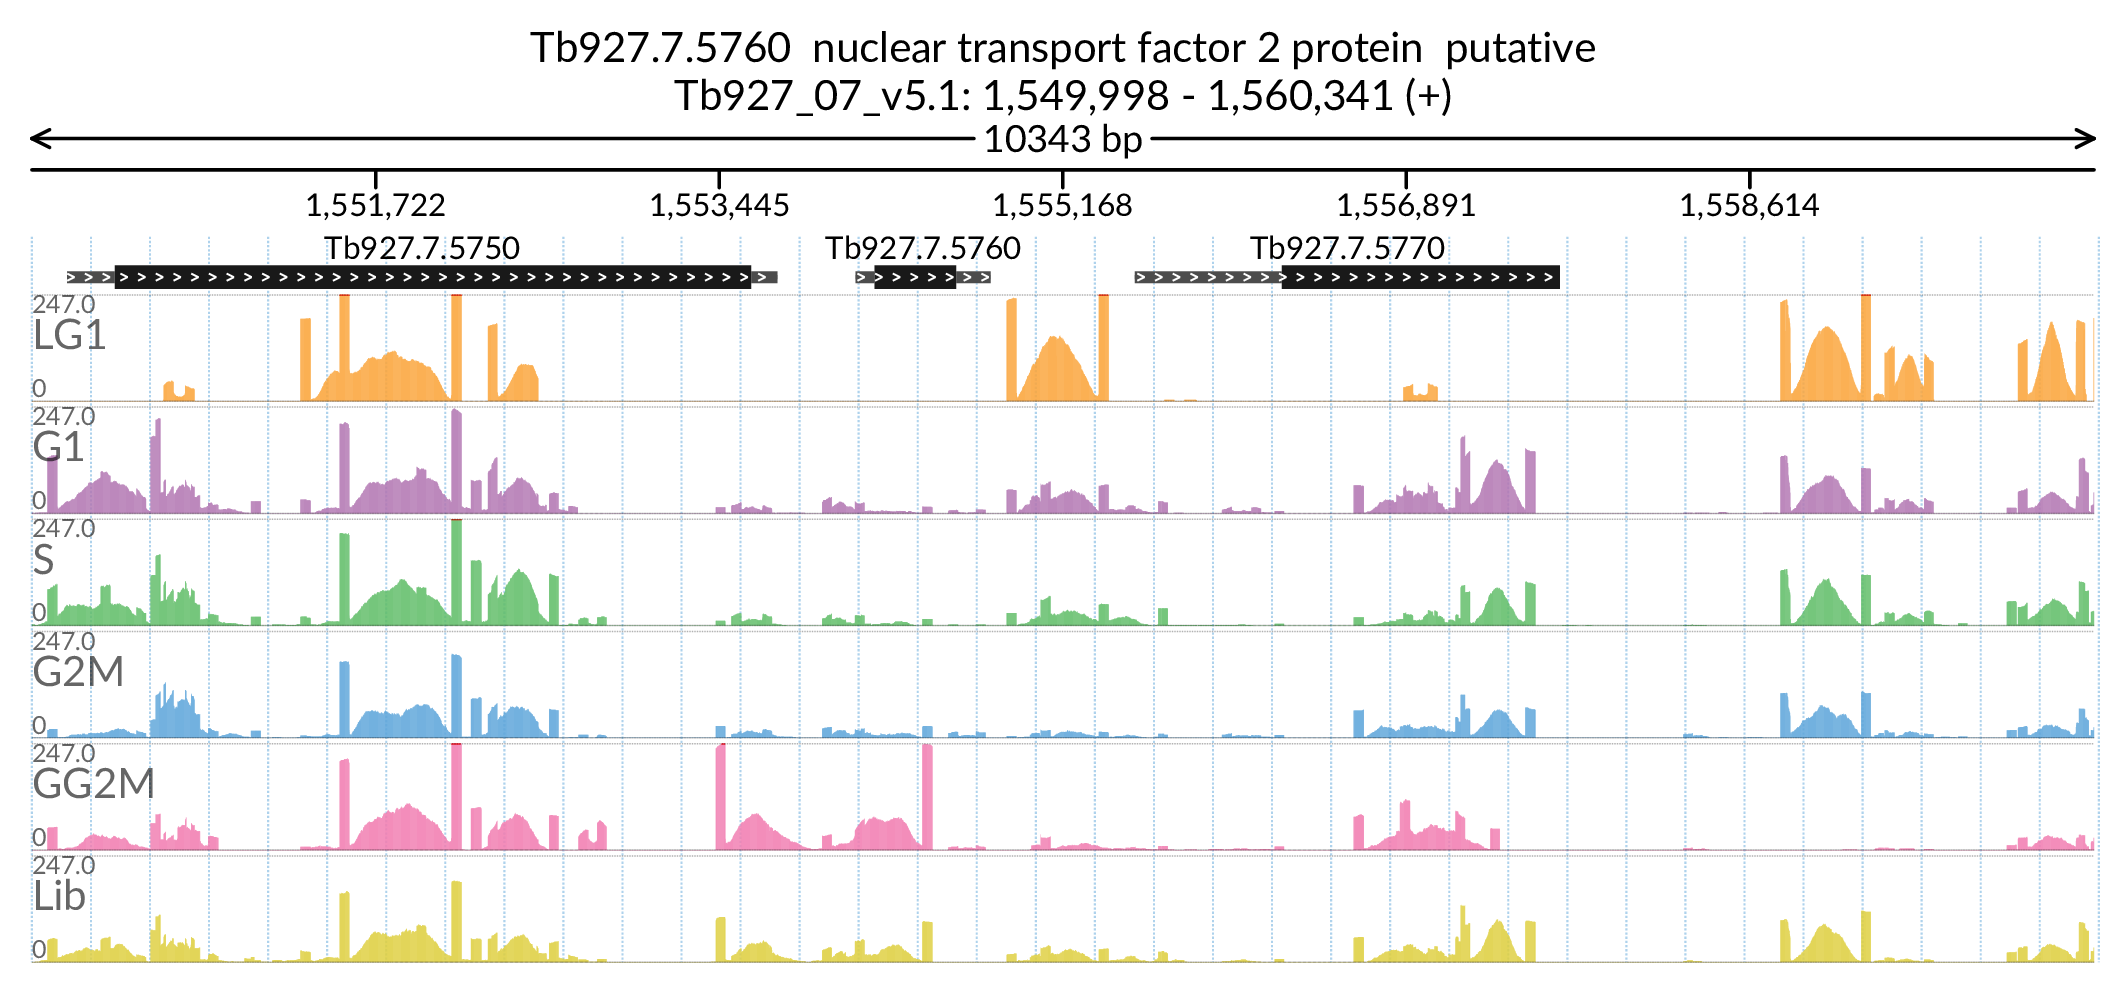 Tb927.7.5760 nuclear transport factor 2 protein putative
Tb927_07_v5.1: 1,549,998 - 1,560,341 (+)
10343 bp
1,551,722 1,553,445 1,555,168 1,556,891 1,558,614
Tb927.7.5750 Tb927.7.5760 Tb927.7.5770
247.0
LG1
0
247.0
G1
0
247.0
S
0
247.0
G2M
0
247.0
GG2M
0
247.0
Lib
0